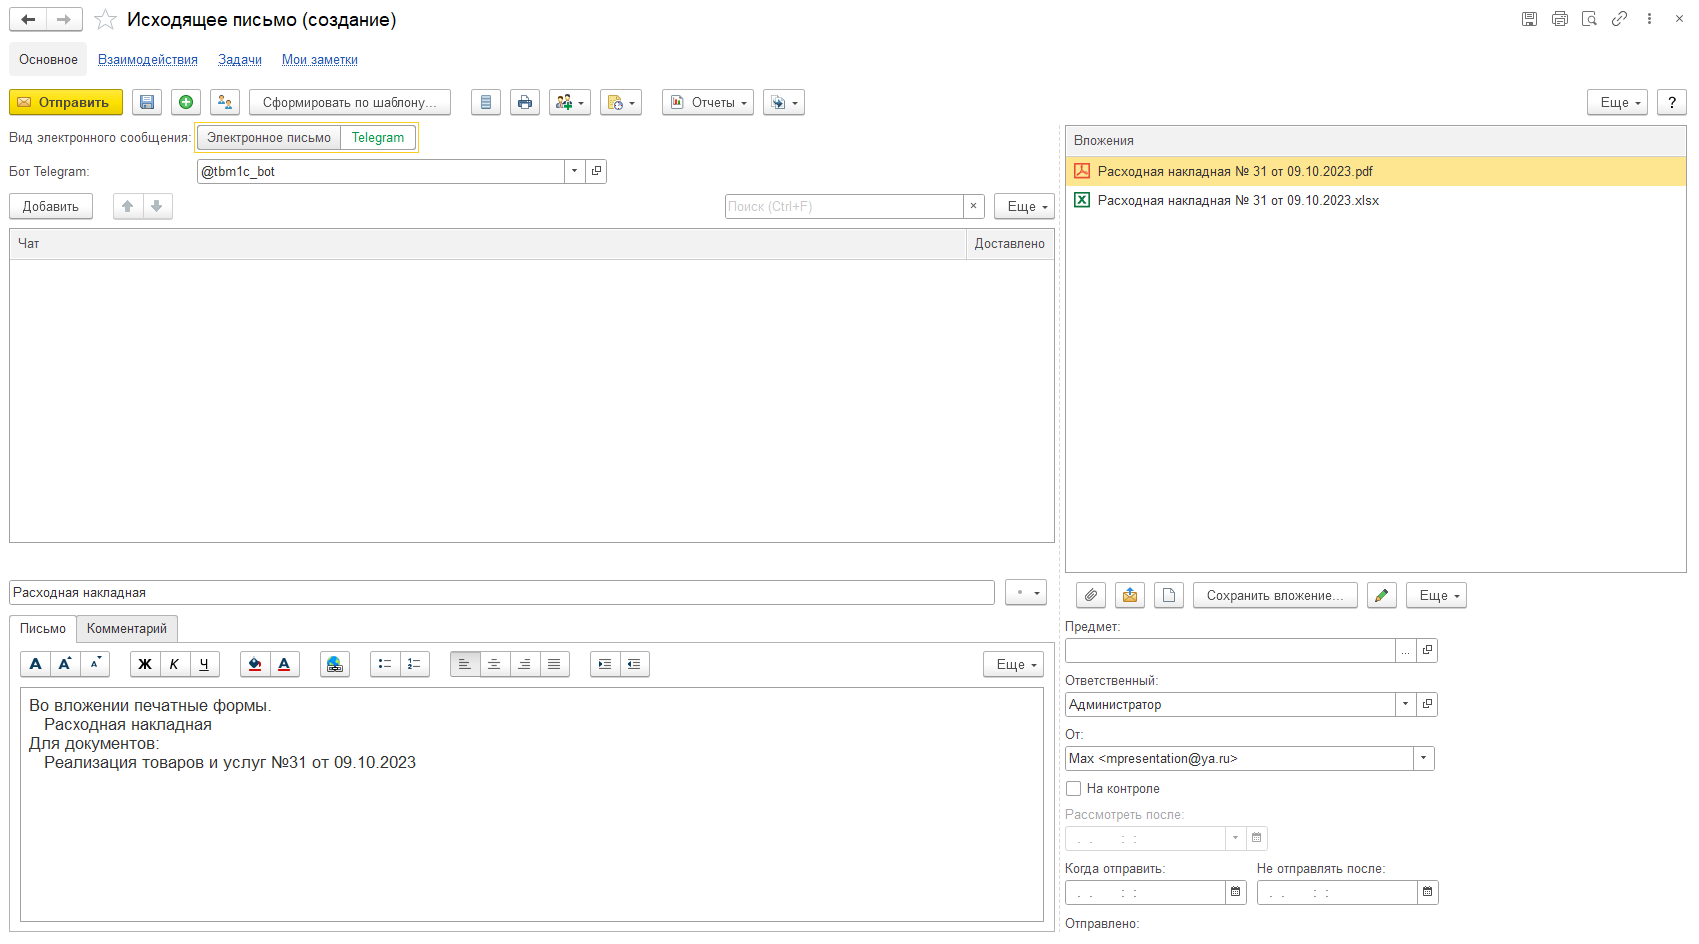 Исходящее письмо (создание)
Основное Взаимодействия Задачи Мои заметки
Отправить Сформировать по шаблону... Отчеты Еще ?
Вид электронного сообщения: Электронное письмо Telegram
Бот Telegram: @tbm1c_bot
Добавить Поиск (Ctrl+F) × Еще
Чат Доставлено
Расходная накладная
Письмо Комментарий
A A A Ж К Ч Еще
Во вложении печатные формы.
Расходная накладная
Для документов:
Реализация товаров и услуг №31 от 09.10.2023
Вложения
Расходная накладная № 31 от 09.10.2023.pdf
Расходная накладная № 31 от 09.10.2023.xlsx
Сохранить вложение... Еще
Предмет:
...
Ответственный:
Администратор
От:
Max <mpresentation@ya.ru>
На контроле
Рассмотреть после:
. . : :
Когда отправить: Не отправлять после:
. . : : . . : :
Отправлено: